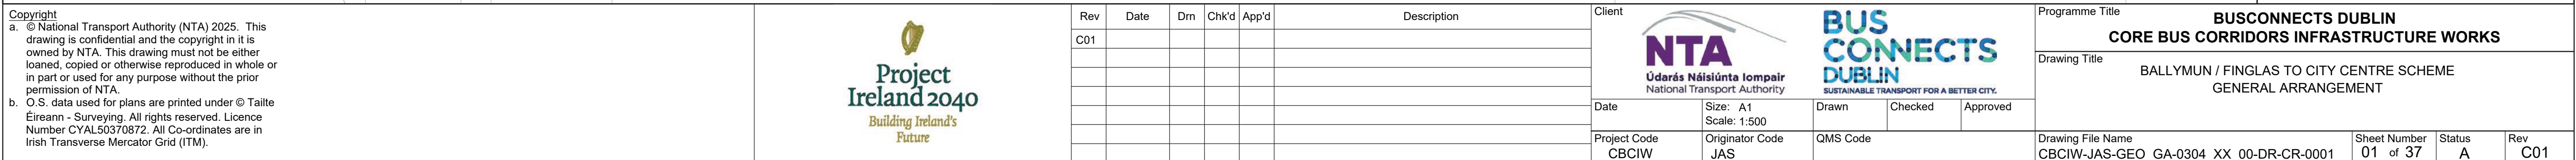 Copyright
a. © National Transport Authority (NTA) 2025. This
drawing is confidential and the copyright in it is
owned by NTA. This drawing must not be either
loaned, copied or otherwise reproduced in whole or
in part or used for any purpose without the prior
permission of NTA.
b. O.S. data used for plans are printed under © Tailte
Éireann - Surveying. All rights reserved. Licence
Number CYAL50370872. All Co-ordinates are in
Irish Transverse Mercator Grid (ITM).
Project
Ireland 2040
Building Ireland's
Future
Rev Date Drn Chk'd App'd Description
C01
Client
NTA
Údarás Náisiúnta Iompair
National Transport Authority
BUS
CONNECTS
DUBLIN
SUSTAINABLE TRANSPORT FOR A BETTER CITY.
Date Size: A1 Drawn Checked Approved
Scale: 1:500
Project Code Originator Code QMS Code
CBCIW JAS
Programme Title
BUSCONNECTS DUBLIN
CORE BUS CORRIDORS INFRASTRUCTURE WORKS
Drawing Title
BALLYMUN / FINGLAS TO CITY CENTRE SCHEME
GENERAL ARRANGEMENT
Drawing File Name Sheet Number Status Rev
CBCIW-JAS-GEO_GA-0304_XX_00-DR-CR-0001 01 of 37 A C01